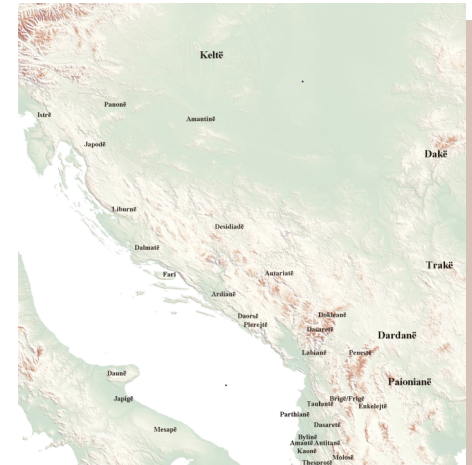 Keltë
Panonë
Istrë
Amantinë
Japodë
Dakë
Liburnë
Desidiadë
Dalmatë
Trakë
Fari
Autariatë
Ardianë
Daorsë
Dokleanë
Plerejtë
Dasaretë
Dardanë
Labianë
Penestë
Daunë
Paionianë
Japigë
Brigë/Frigë
Taulantë
Enkelejtë
Parthianë
Dasaretë
Mesapë
Bylinë
Amantë Antitanë
Kaonë
Molosë
Thesprotë